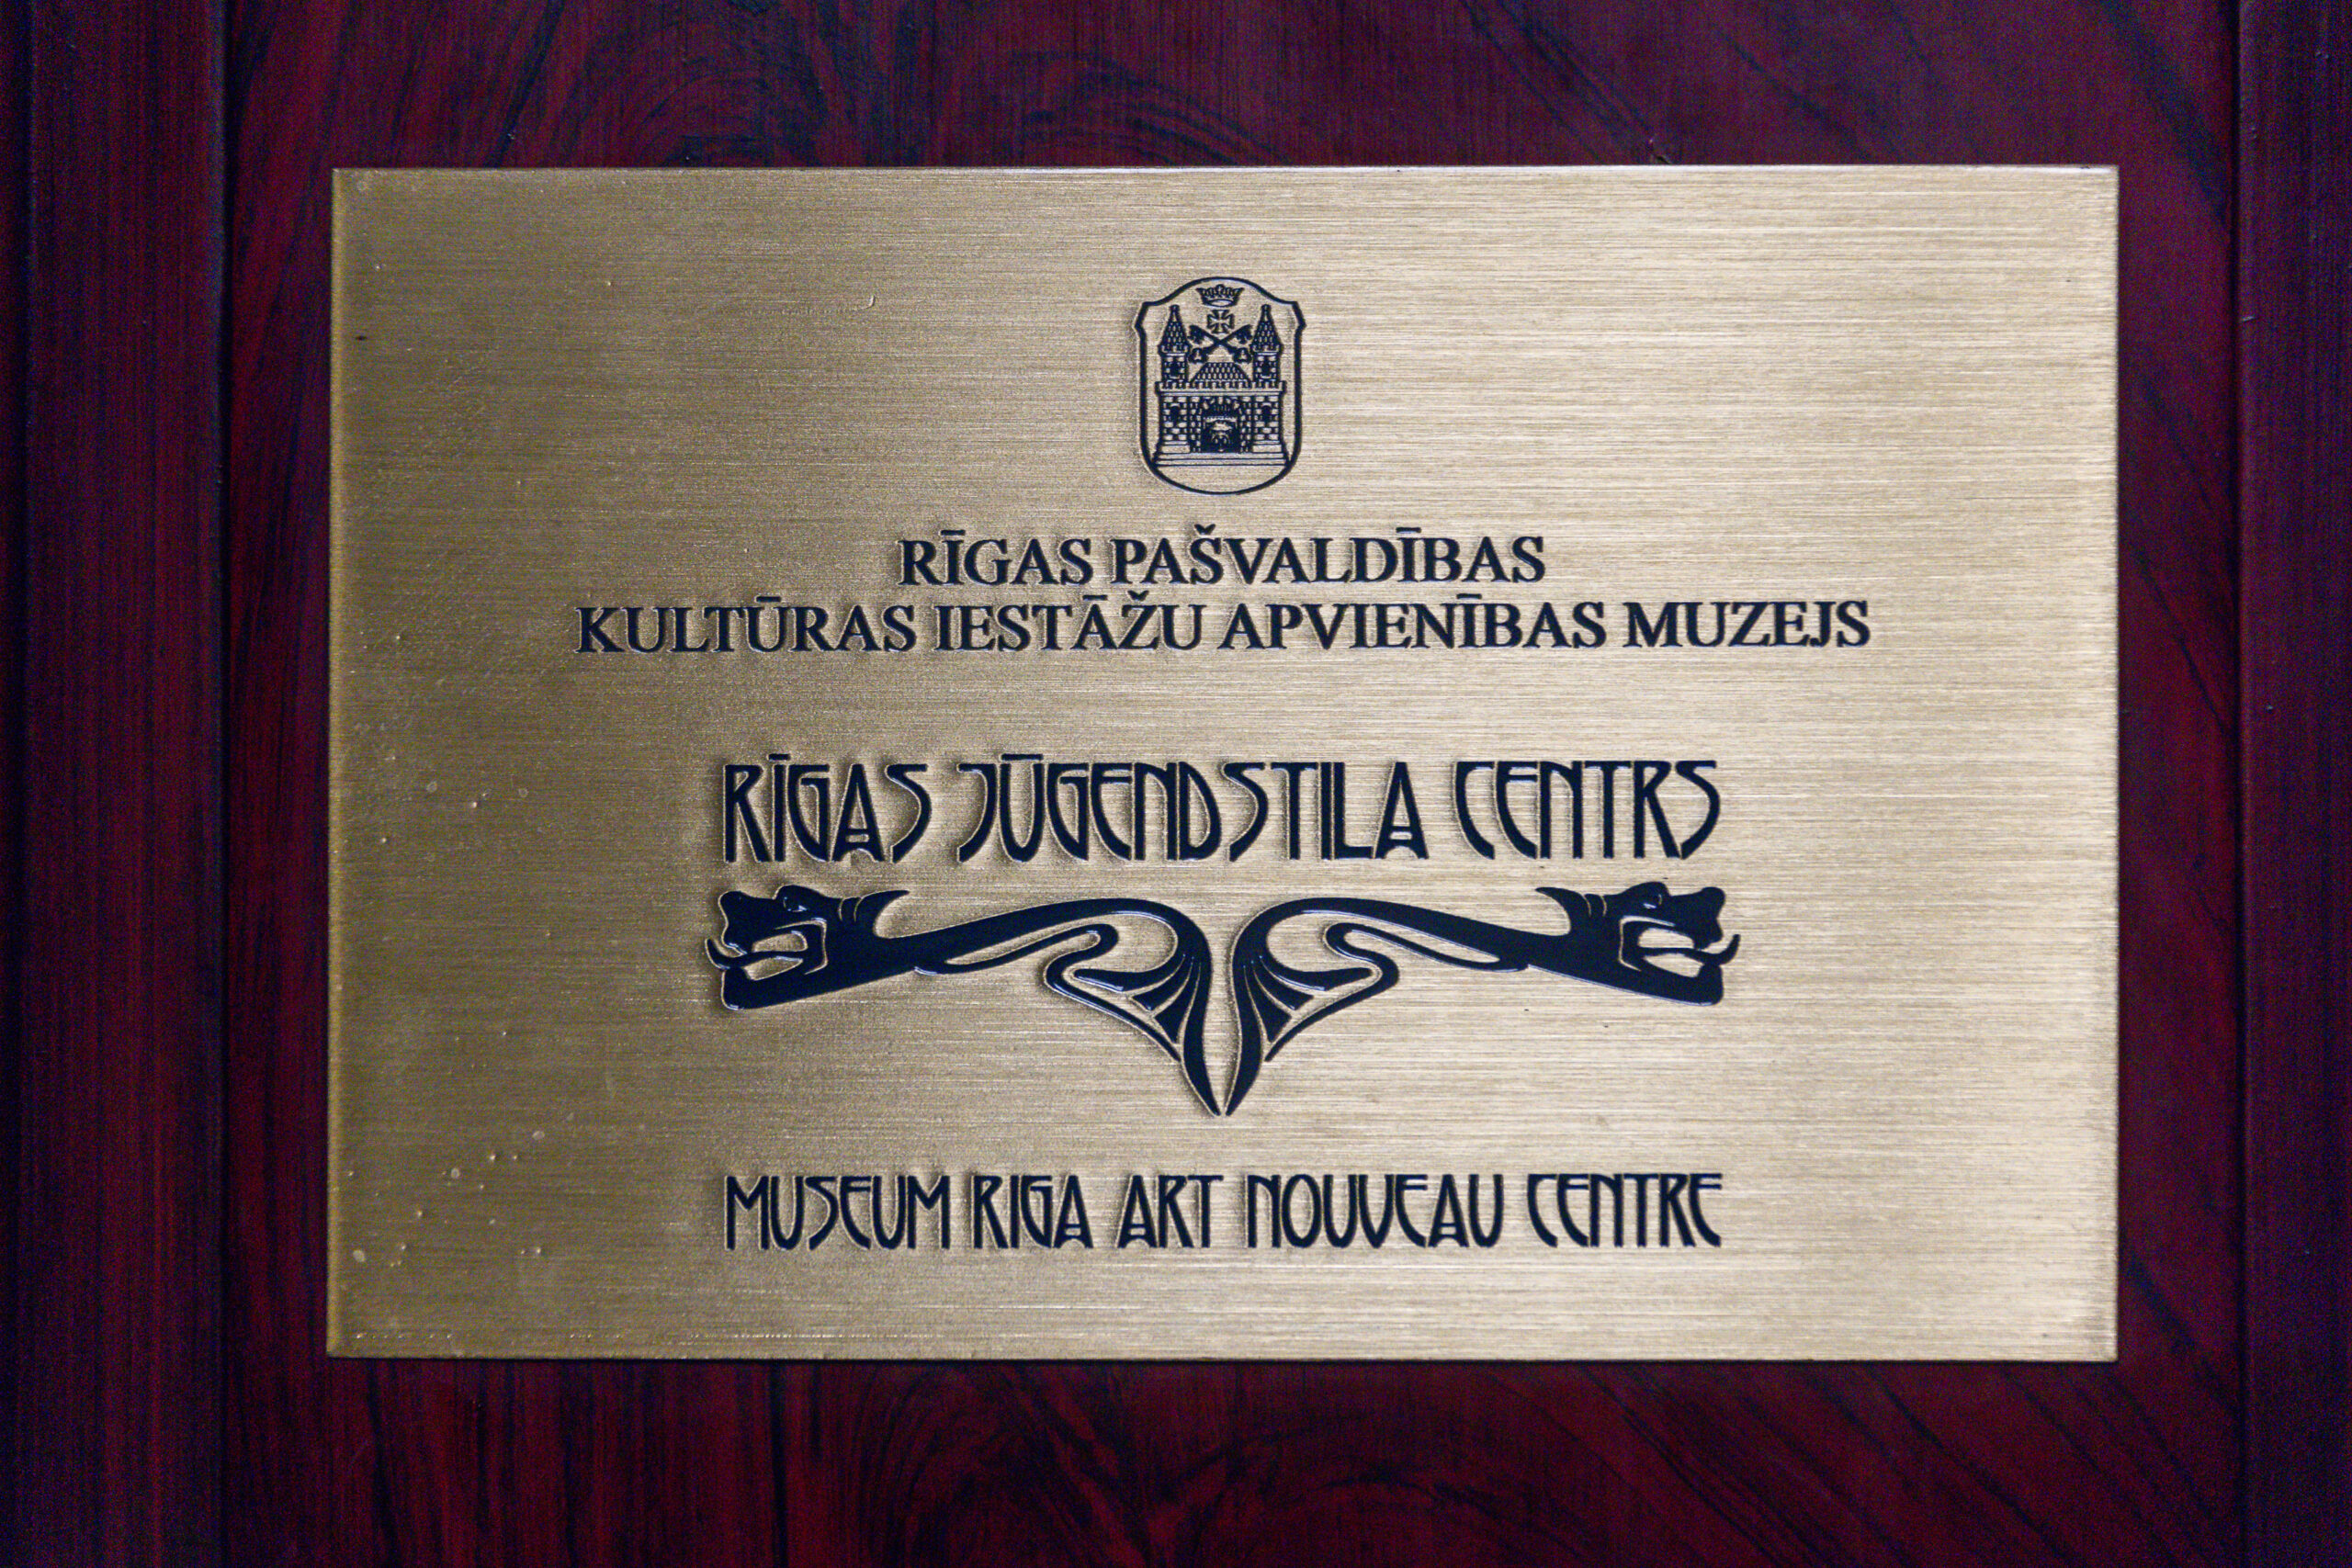 RĪGAS PAŠVALDĪBAS
KULTŪRAS IESTĀŽU APVIENĪBAS MUZEJS
RĪGAS JŪGENDSTILA CENTRS
MUSEUM RIGA ART NOUVEAU CENTRE